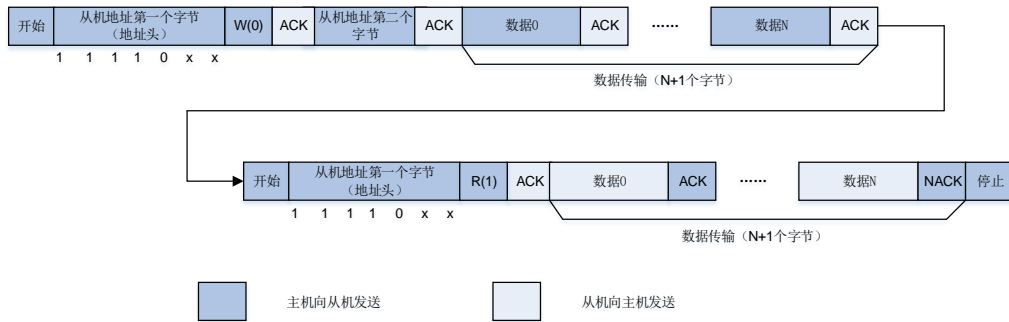 开始 从机地址第一个字节（地址头） W(0) ACK 从机地址第二个字节 ACK 数据0 ACK ...... 数据N ACK
1 1 1 1 0 x x
数据传输（N+1个字节）
开始 从机地址第一个字节（地址头） R(1) ACK 数据0 ACK ...... 数据N NACK 停止
1 1 1 1 0 x x
数据传输（N+1个字节）
主机向从机发送 从机向主机发送